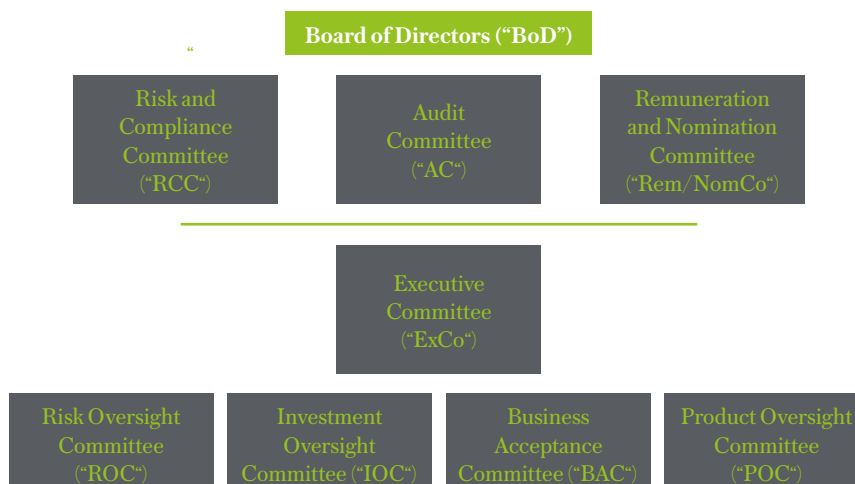 Board of Directors (“BoD”)
“
Risk and
Compliance
Committee
(“RCC“)
Audit
Committee
(“AC“)
Remuneration
and Nomination
Committee
(“Rem/NomCo“)
Executive
Committee
(“ExCo“)
Risk Oversight
Committee
(“ROC“)
Investment
Oversight
Committee (“IOC“)
Business
Acceptance
Committee (“BAC“)
Product Oversight
Committee
(“POC“)